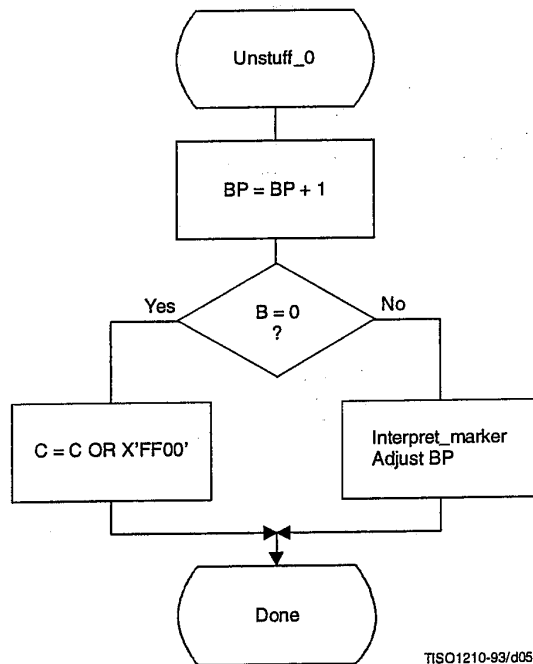 Unstuff_0
BP = BP + 1
Yes
No
B = 0
?
C = C OR X'FF00'
Interpret_marker
Adjust BP
Done
TISO1210-93/d05